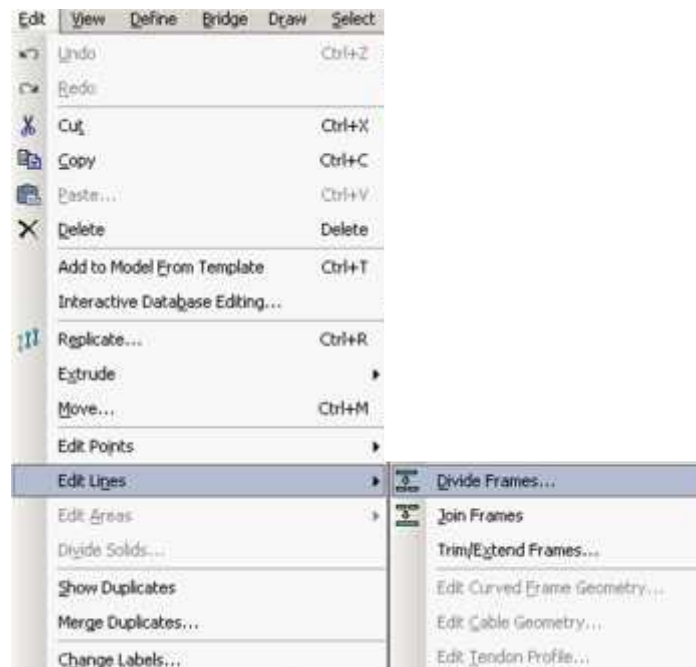 Edit View Define Bridge Draw Select
Undo Ctrl+Z
Redo
Cut Ctrl+X
Copy Ctrl+C
Paste... Ctrl+V
Delete Delete
Add to Model From Template Ctrl+T
Interactive Database Editing...
Replicate... Ctrl+R
Extrude
Move... Ctrl+M
Edit Points
Edit Lines Divide Frames...
Edit Areas Join Frames
Divide Solids... Trim/Extend Frames...
Show Duplicates Edit Curved Frame Geometry...
Merge Duplicates... Edit Cable Geometry...
Change Labels... Edit Tendon Profile...